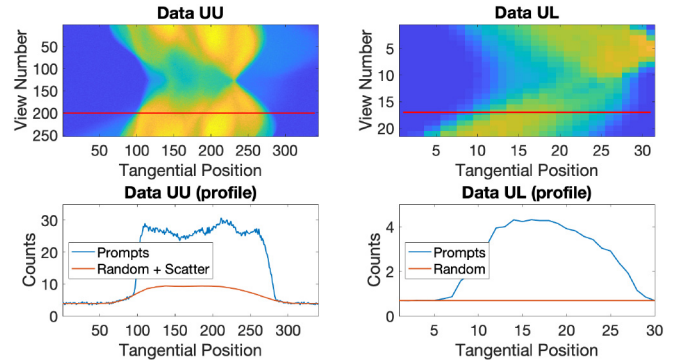 Data UU
View Number
50
100
150
200
250
50 100 150 200 250 300
Tangential Position
Data UL
View Number
5
10
15
20
5 10 15 20 25 30
Tangential Position
Data UU (profile)
Counts
30
20
10
0
Prompts
Random + Scatter
50 100 150 200 250 300
Tangential Position
Data UL (profile)
Counts
4
2
0
Prompts
Random
5 10 15 20 25 30
Tangential Position